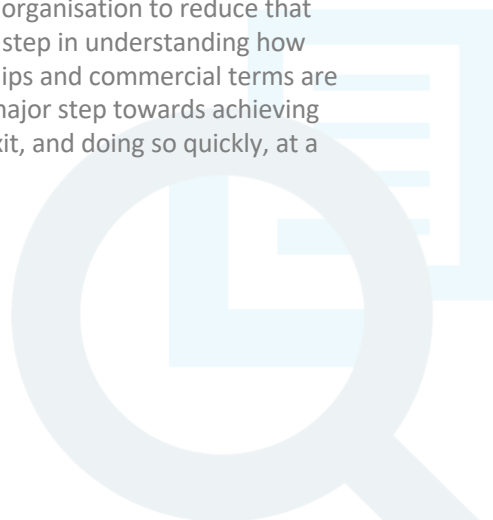 organisation to reduce that
step in understanding how
ips and commercial terms are
major step towards achieving
xit, and doing so quickly, at a